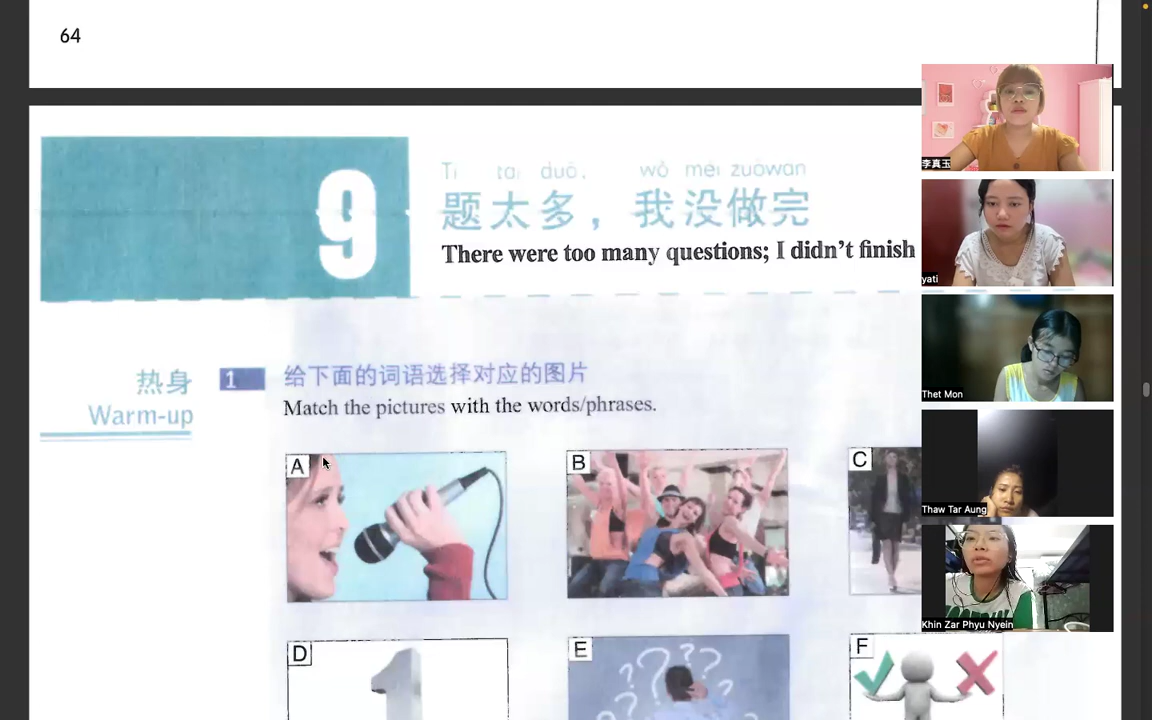 64
9
Tí tài duō, wǒ méi zuòwán
题太多，我没做完
There were too many questions; I didn't finish
热身
Warm-up
1
给下面的词语选择对应的图片
Match the pictures with the words/phrases.
A
B
C
D
E
F
李真玉
yati
Thet Mon
Thaw Tar Aung
Khin Zar Phyu Nyein